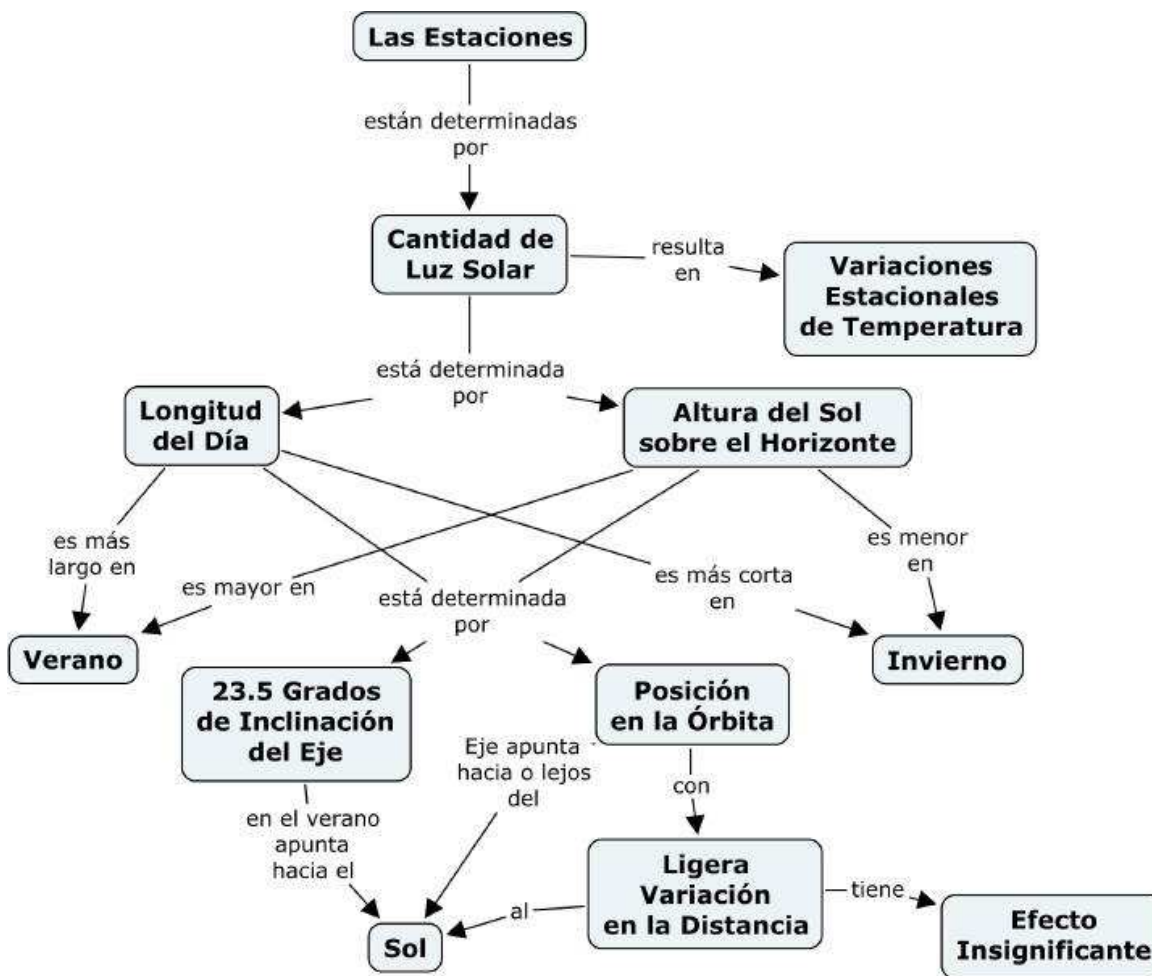 Las Estaciones
están determinadas
por
Cantidad de
Luz Solar
resulta
en
Variaciones
Estacionales
de Temperatura
está determinada
por
Longitud
del Día
Altura del Sol
sobre el Horizonte
es más
largo en
es mayor en
está determinada
por
es más corta
en
es menor
en
Verano
Invierno
23.5 Grados
de Inclinación
del Eje
Posición
en la Órbita
Eje apunta
hacia o lejos
del
con
en el verano
apunta
hacia el
Ligera
Variación
en la Distancia
tiene
al
Sol
Efecto
Insignificante